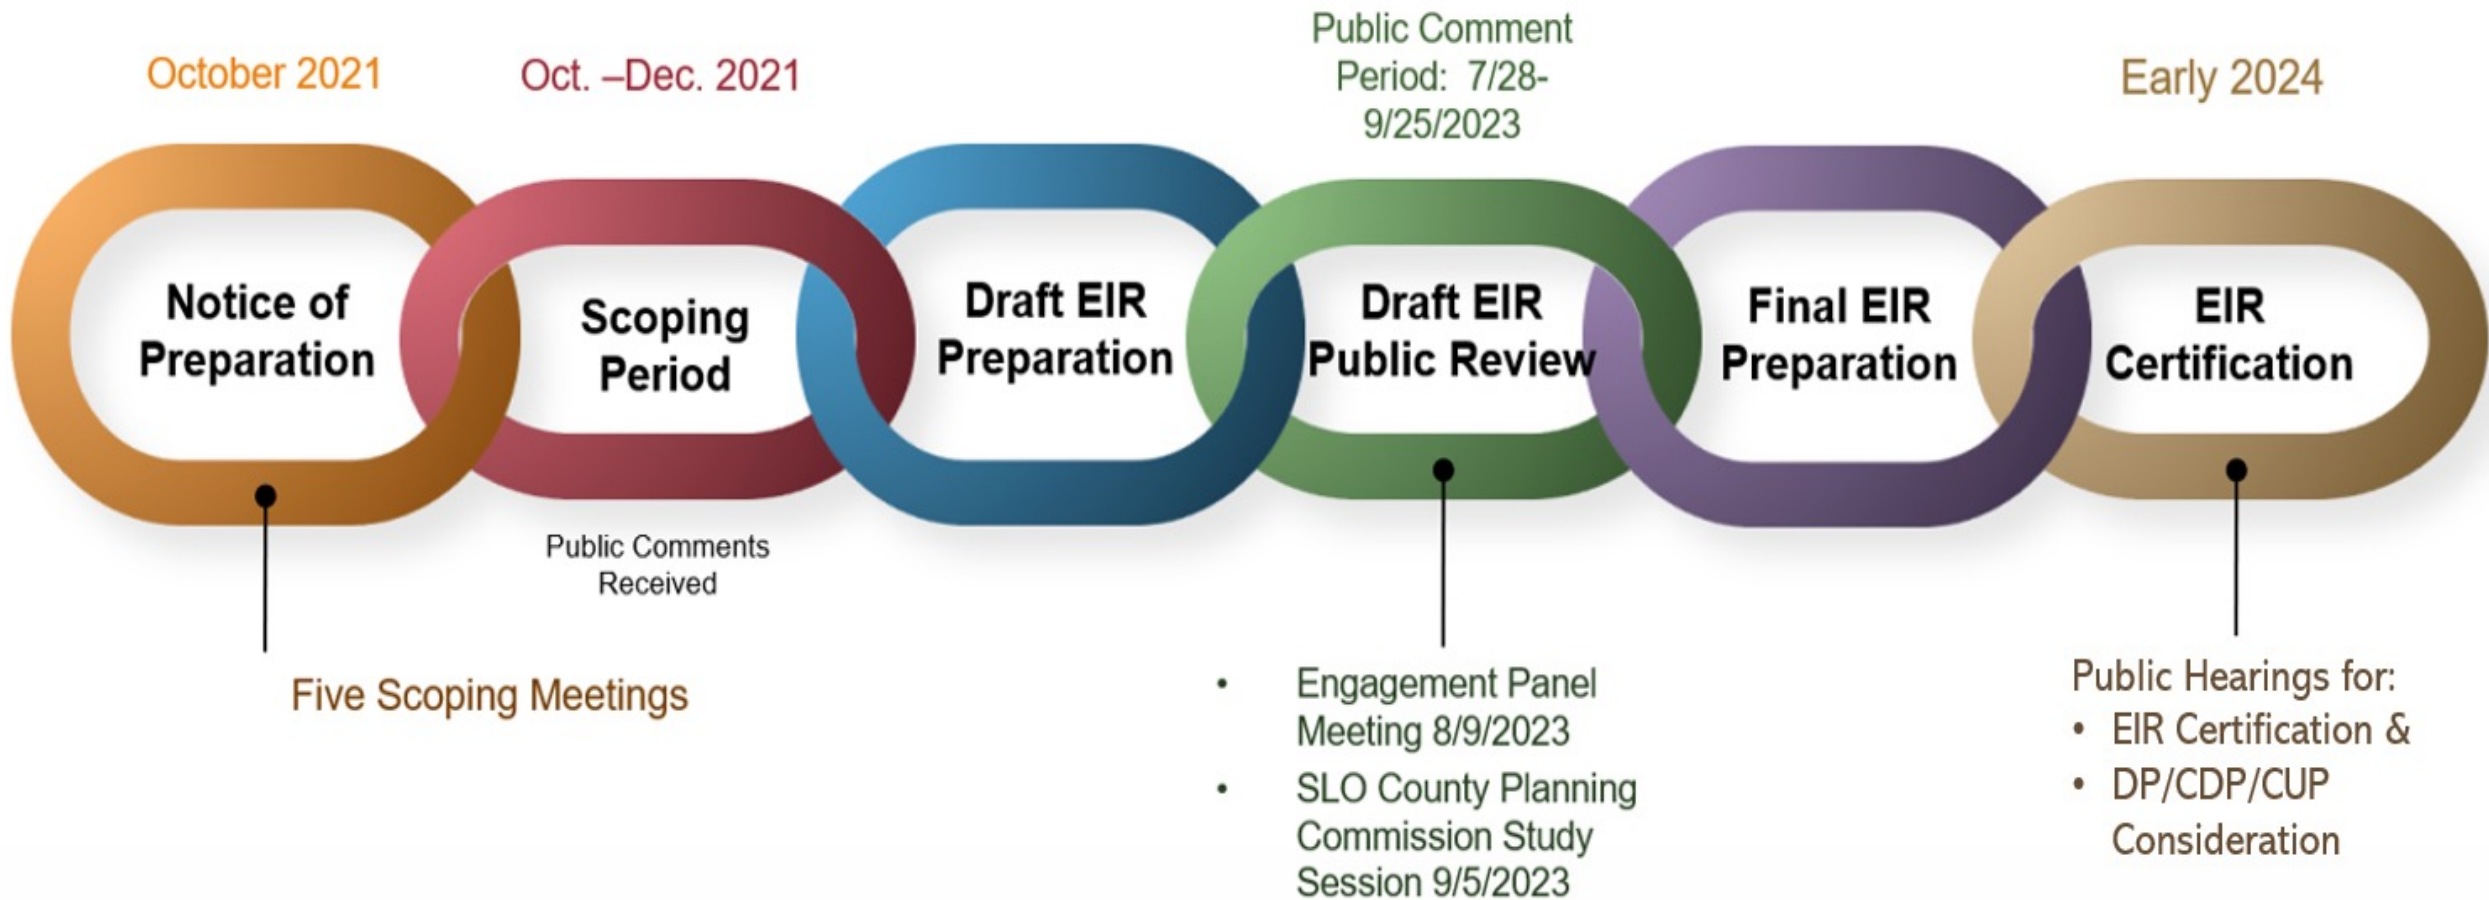 October 2021
Oct. –Dec. 2021
Public Comment
Period:  7/28-
9/25/2023
Early 2024
Notice of
Preparation
Scoping
Period
Draft EIR
Preparation
Draft EIR
Public Review
Final EIR
Preparation
EIR
Certification
Public Comments
Received
Five Scoping Meetings
• Engagement Panel
Meeting 8/9/2023
• SLO County Planning
Commission Study
Session 9/5/2023
Public Hearings for:
• EIR Certification &
• DP/CDP/CUP
Consideration